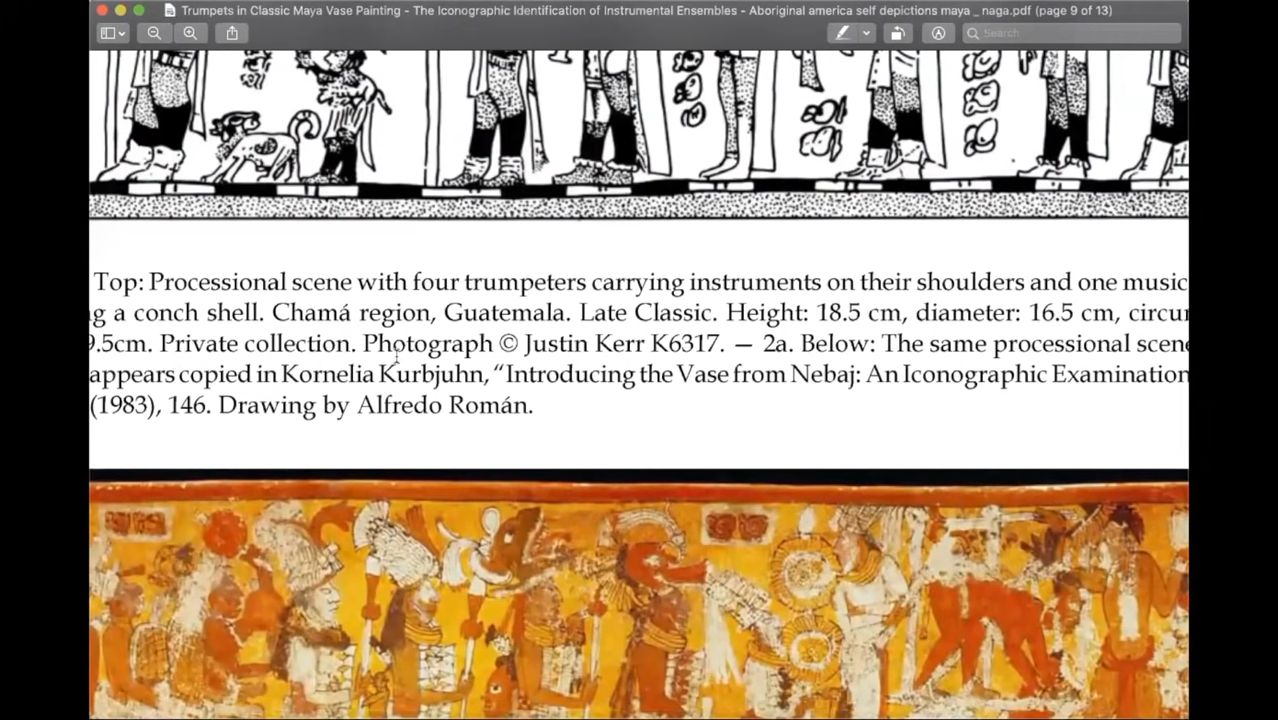 Trumpets in Classic Maya Vase Painting - The Iconographic Identification of Instrumental Ensembles - Aboriginal america self depictions maya _ naga.pdf (page 9 of 13)
Search
Top: Processional scene with four trumpeters carrying instruments on their shoulders and one music
g a conch shell. Chamá region, Guatemala. Late Classic. Height: 18.5 cm, diameter: 16.5 cm, circu
9.5cm. Private collection. Photograph © Justin Kerr K6317. — 2a. Below: The same processional scene
appears copied in Kornelia Kurbjuhn, “Introducing the Vase from Nebaj: An Iconographic Examination
(1983), 146. Drawing by Alfredo Román.